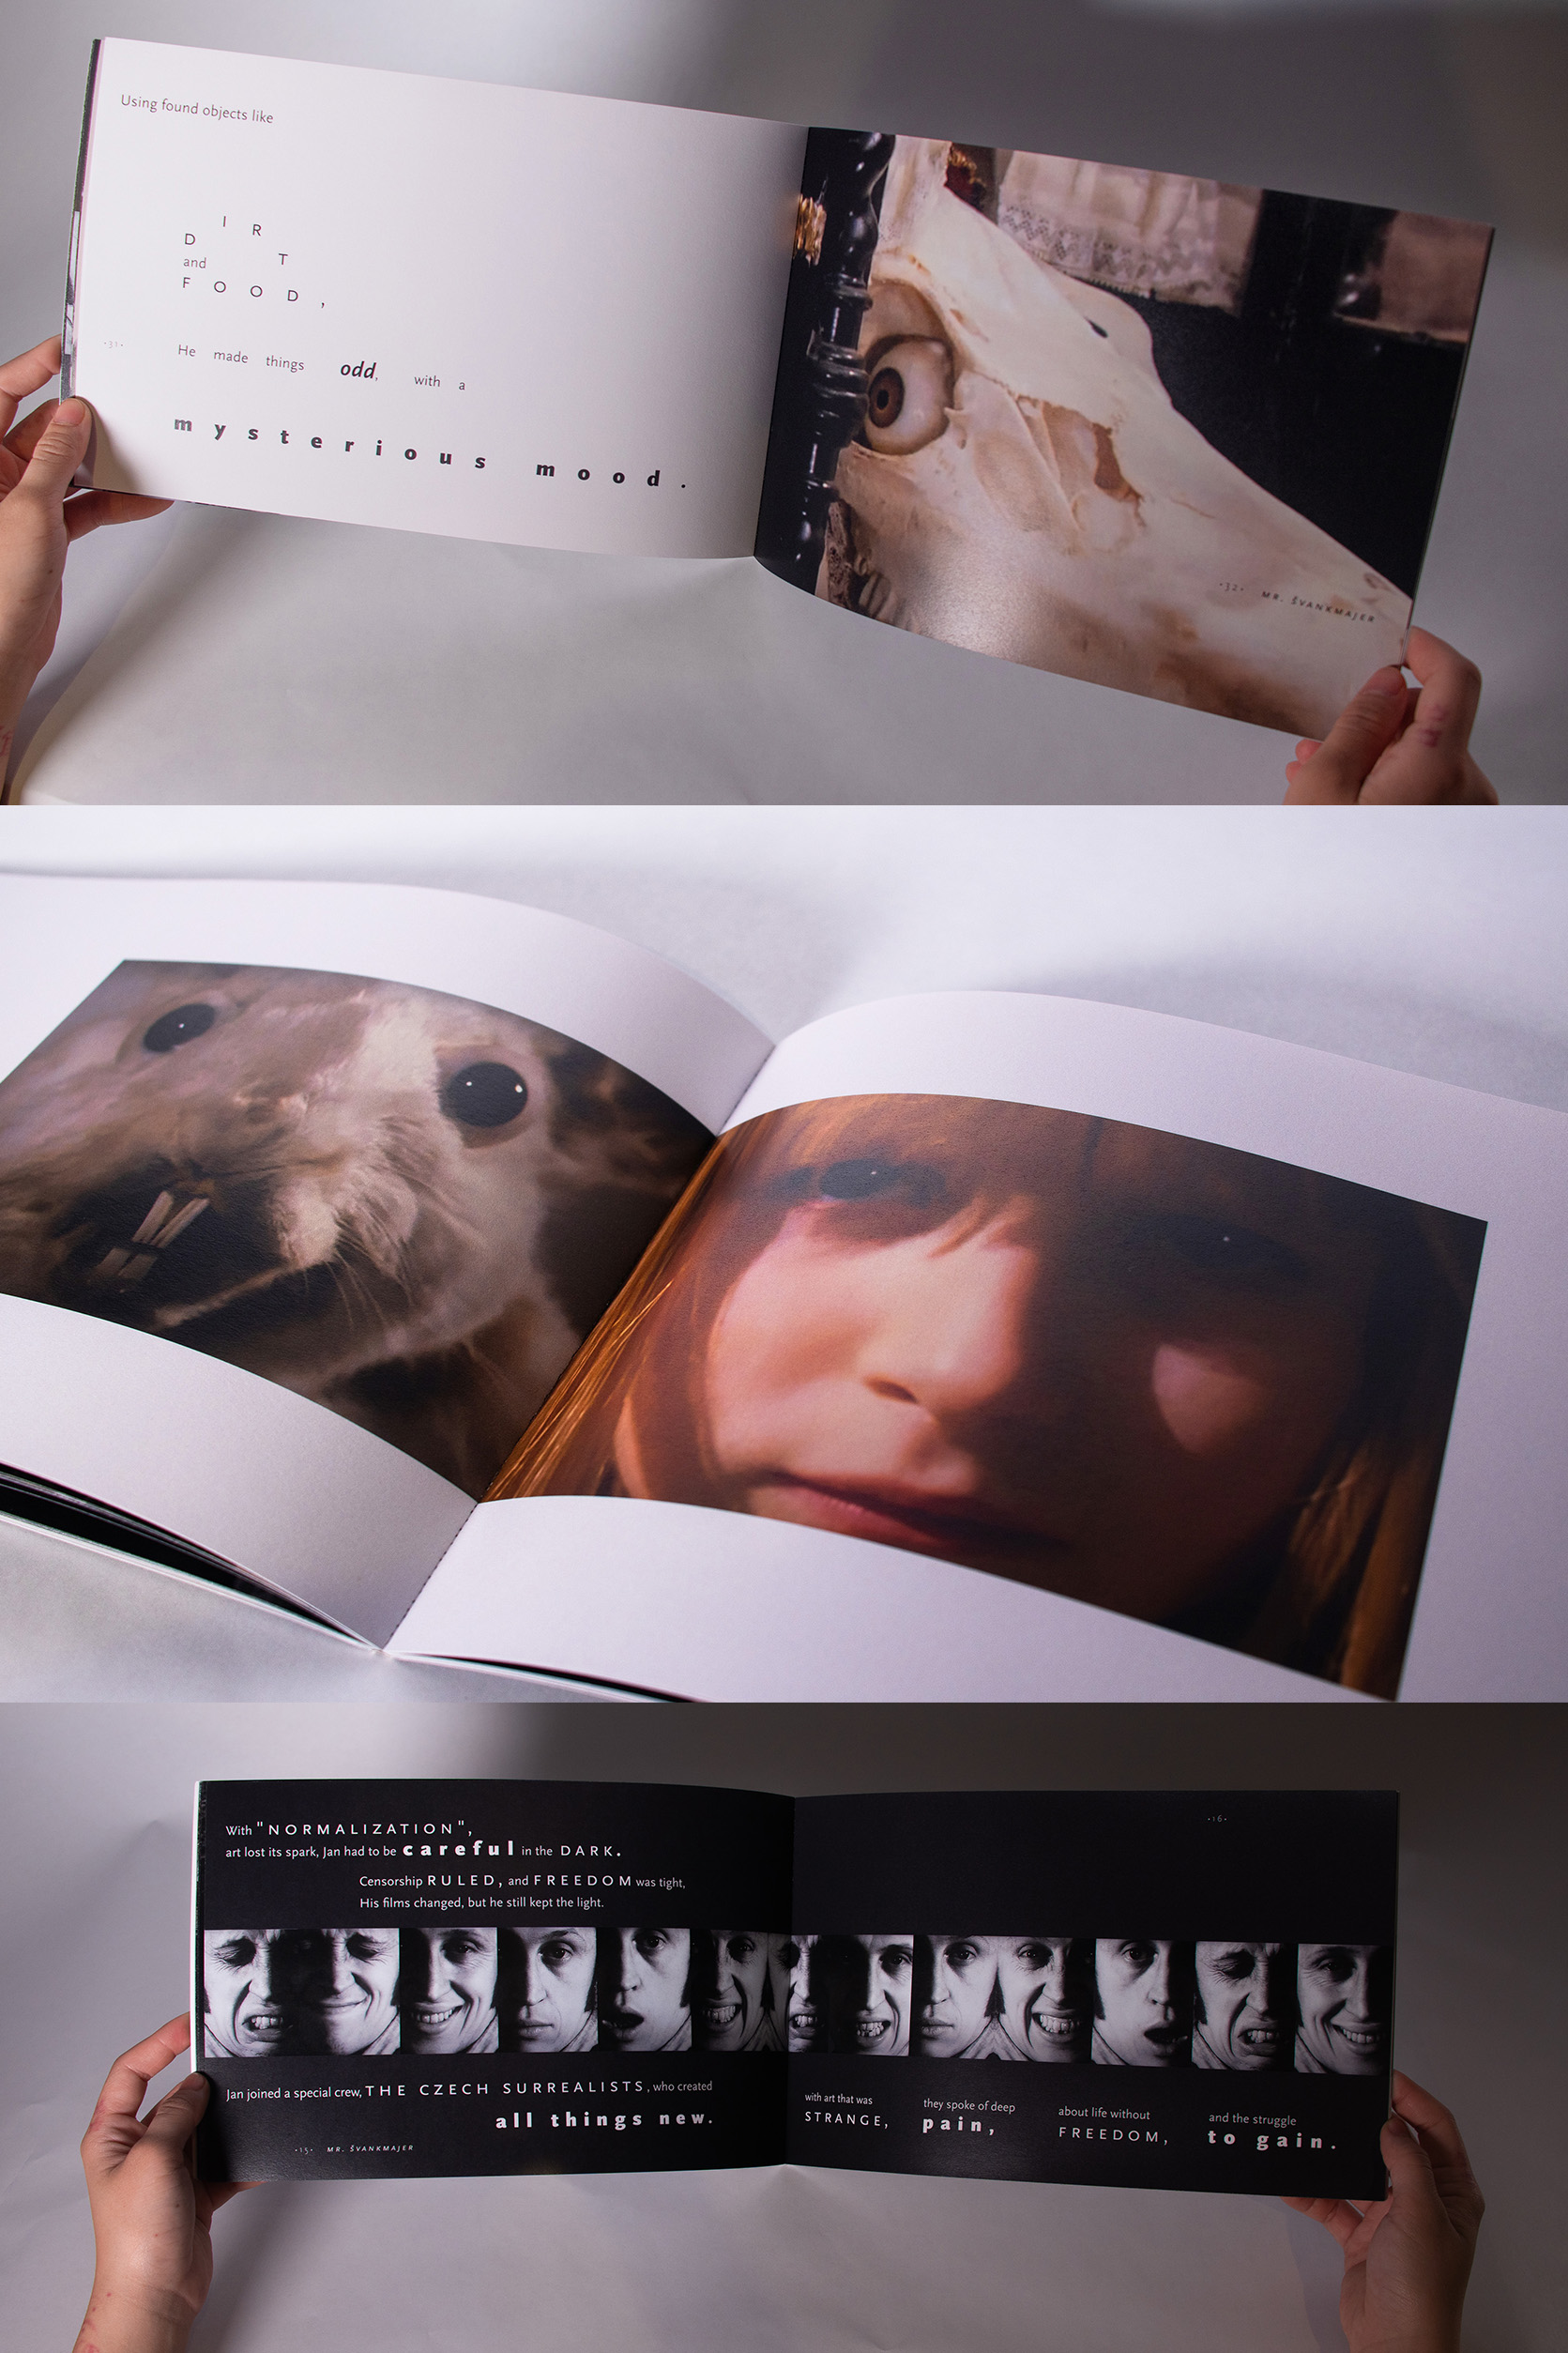 Using found objects like
DIRT
and
FOOD,
He made things odd, with a
mysterious mood.
•31•
•32• MR. ŠVANKMAJER
With "NORMALIZATION",
art lost its spark, Jan had to be careful in the DARK.
Censorship RULED, and FREEDOM was tight,
His films changed, but he still kept the light.
Jan joined a special crew, THE CZECH SURREALISTS, who created
all things new.
•15• MR. ŠVANKMAJER
•16•
with art that was
STRANGE,
they spoke of deep
pain,
about life without
FREEDOM,
and the struggle
to gain.